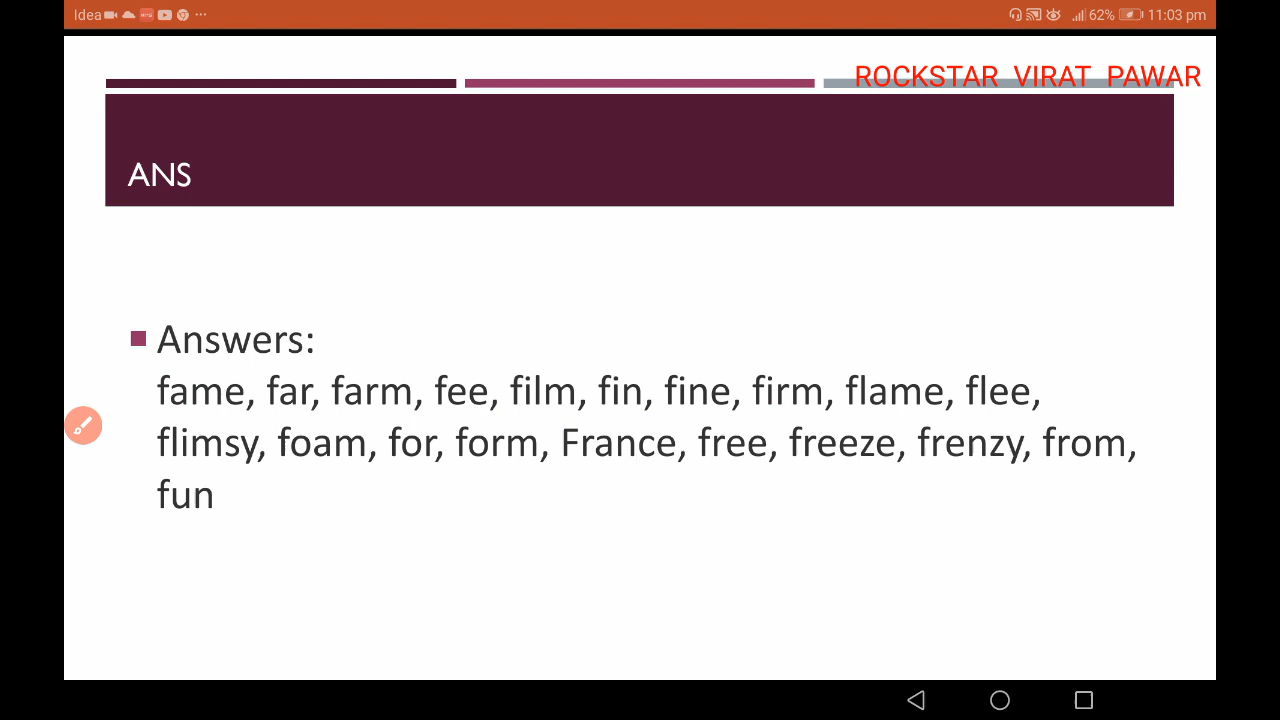 Idea
62% 11:03 pm
ROCKSTAR VIRAT PAWAR
ANS
Answers:
fame, far, farm, fee, film, fin, fine, firm, flame, flee,
flimsy, foam, for, form, France, free, freeze, frenzy, from,
fun